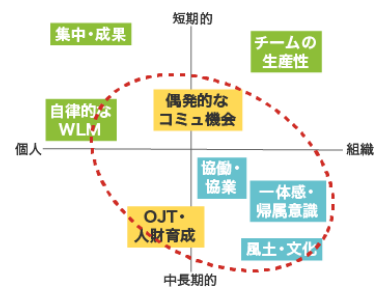 短期的
集中・成果
チームの
生産性
偶発的な
コミュ機会
自律的な
WLM
個人
組織
協働・
協業
一体感・
帰属意識
OJT・
人財育成
風土・文化
中長期的